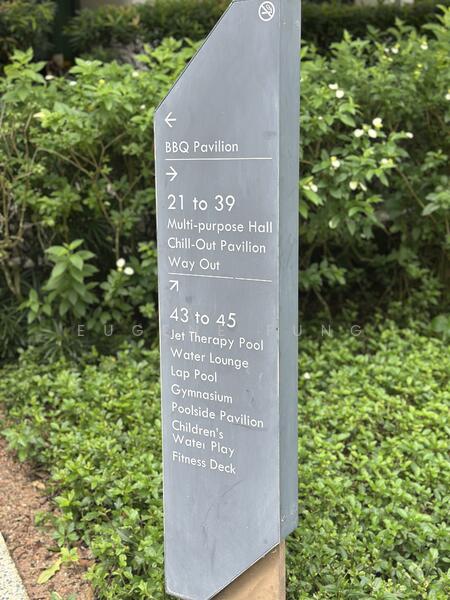 ←
BBQ Pavilion
→
21 to 39
Multi-purpose Hall
Chill-Out Pavilion
Way Out
↗
43 to 45
Jet Therapy Pool
Water Lounge
Lap Pool
Gymnasium
Poolside Pavilion
Children's
Water Play
Fitness Deck